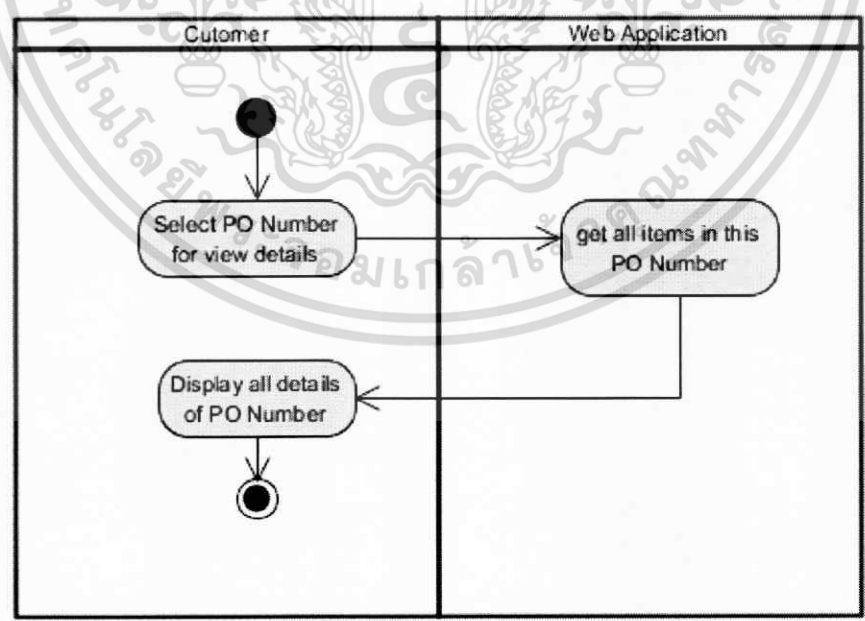 Cutomer
Web Application
Select PO Number
for view details
get all items in this
PO Number
Display all details
of PO Number